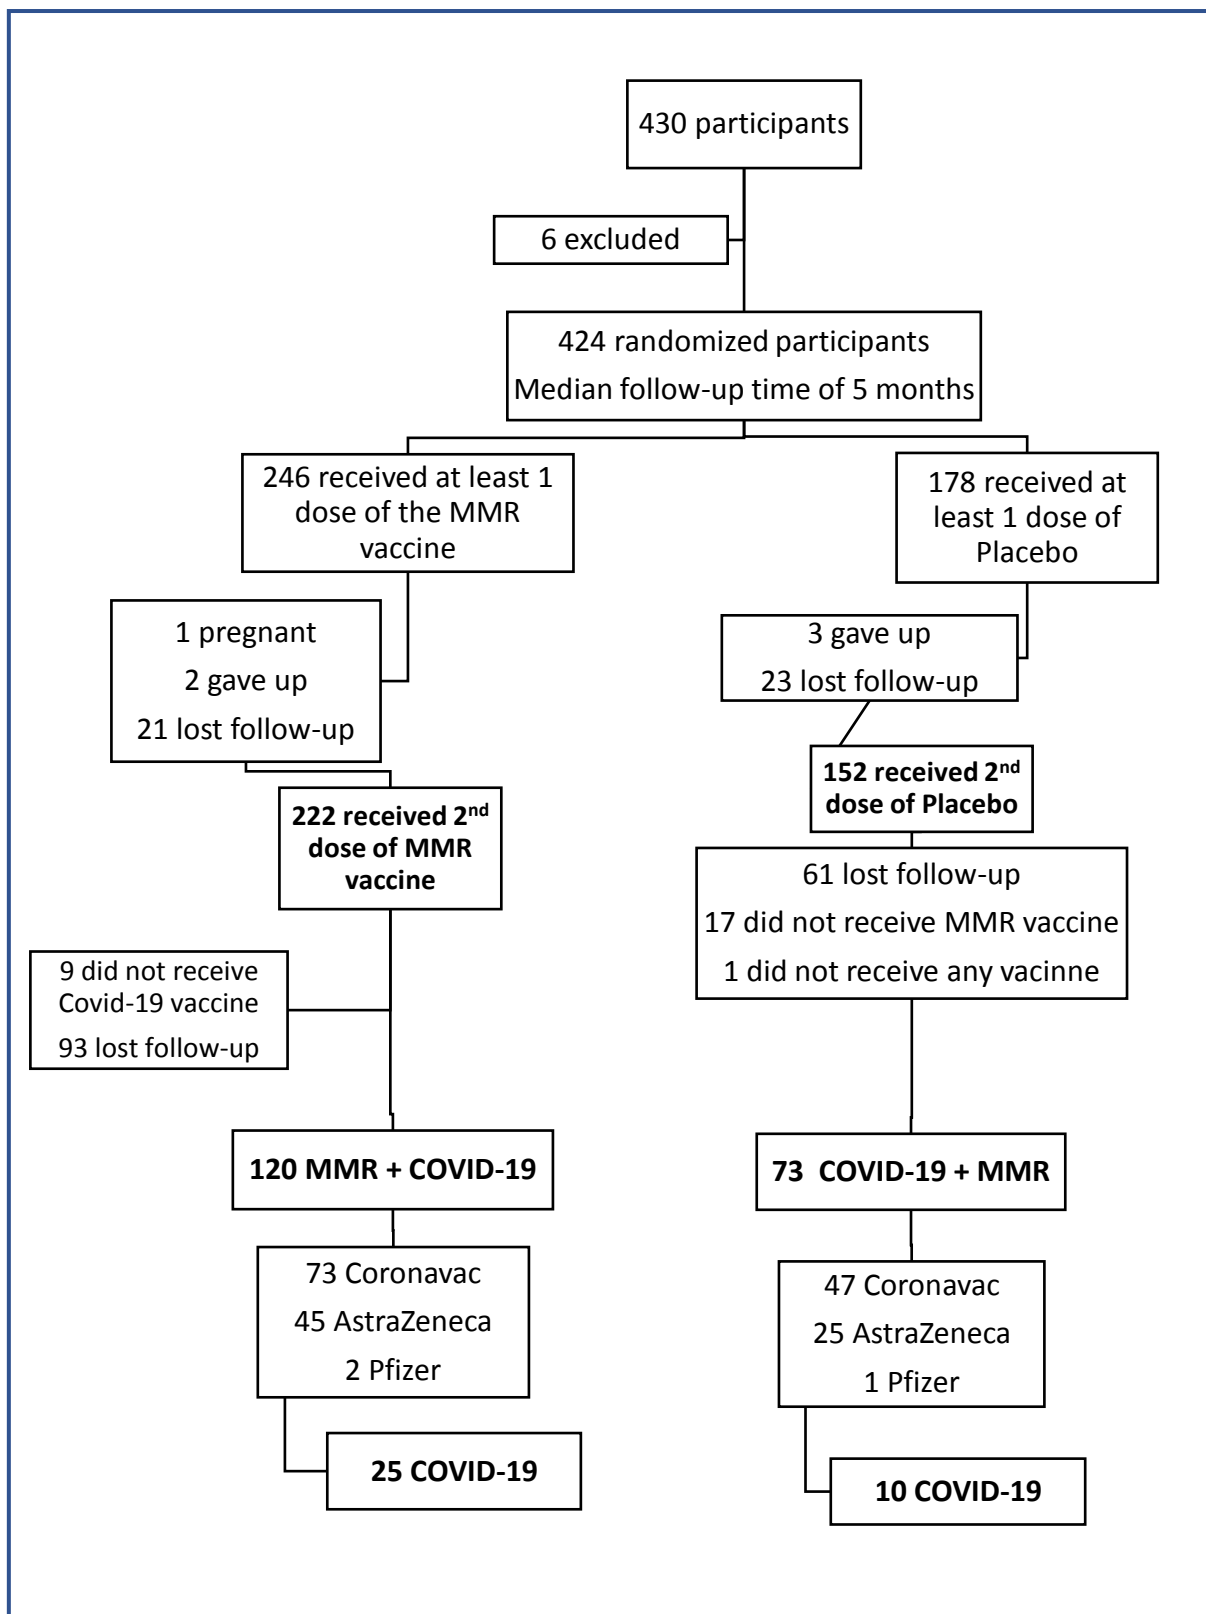 430 participants
6 excluded
424 randomized participants
Median follow-up time of 5 months
246 received at least 1
dose of the MMR
vaccine
178 received at
least 1 dose of
Placebo
1 pregnant
2 gave up
21 lost follow-up
3 gave up
23 lost follow-up
222 received 2nd
dose of MMR
vaccine
152 received 2nd
dose of Placebo
61 lost follow-up
17 did not receive MMR vaccine
1 did not receive any vacinne
9 did not receive
Covid-19 vaccine
93 lost follow-up
120 MMR + COVID-19
73 COVID-19 + MMR
73 Coronavac
45 AstraZeneca
2 Pfizer
47 Coronavac
25 AstraZeneca
1 Pfizer
25 COVID-19
10 COVID-19